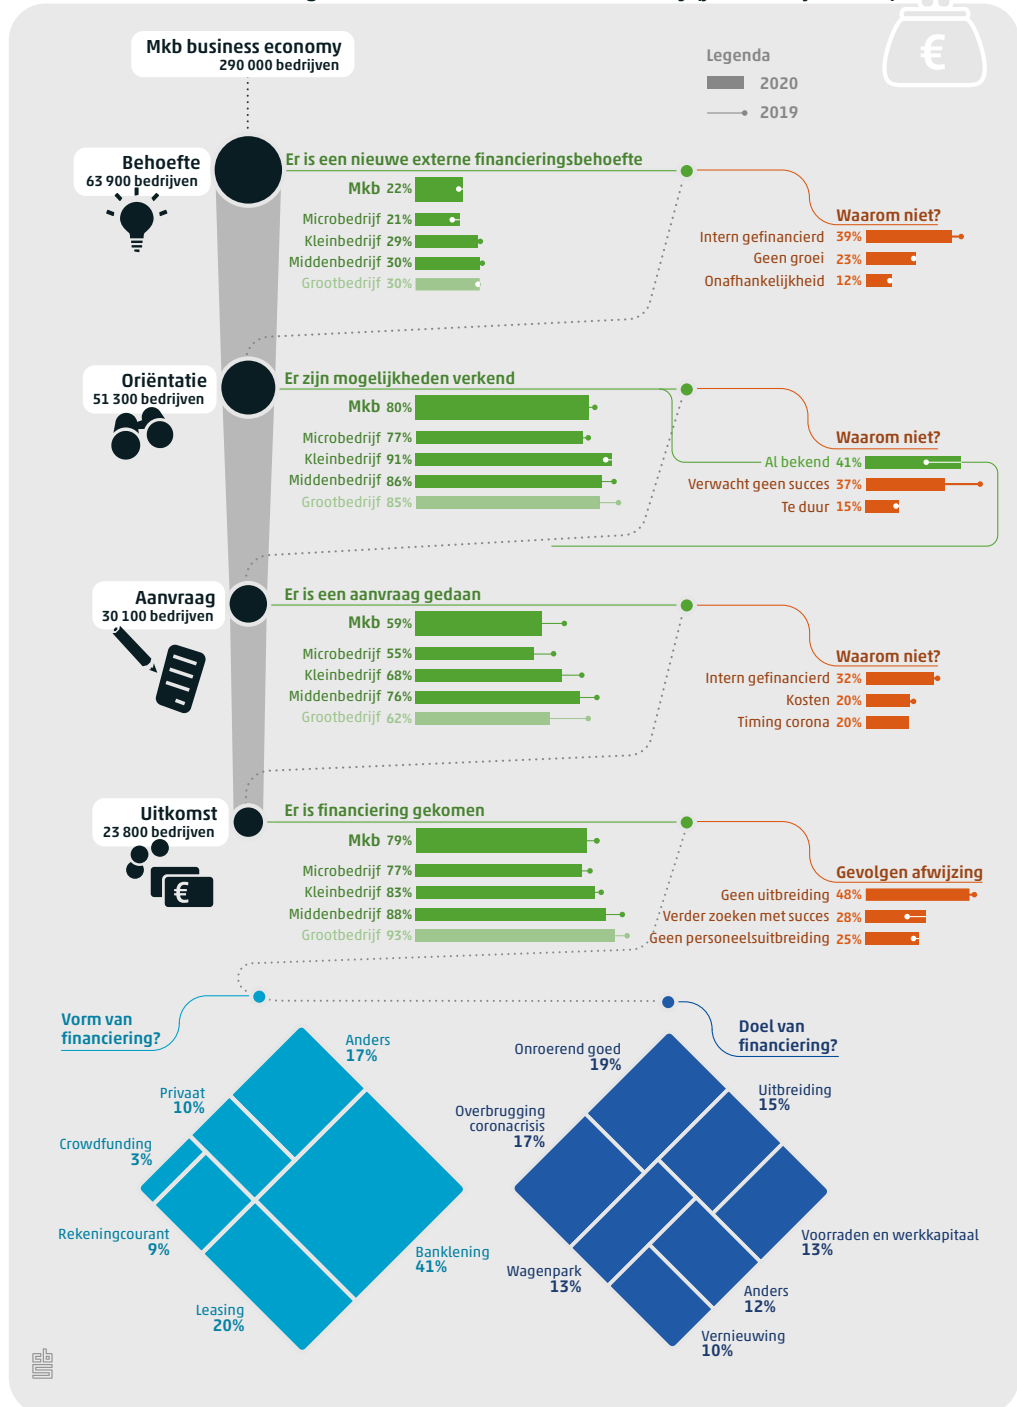 Mkb business economy
290 000 bedrijven
€
Legenda
2020
2019
Behoefte
63 900 bedrijven
Er is een nieuwe externe financieringsbehoefte
Mkb 22%
Microbedrijf 21%
Kleinbedrijf 29%
Middenbedrijf 30%
Grootbedrijf 30%
Waarom niet?
Intern gefinancierd 39%
Geen groei 23%
Onafhankelijkheid 12%
Oriëntatie
51 300 bedrijven
Er zijn mogelijkheden verkend
Mkb 80%
Microbedrijf 77%
Kleinbedrijf 91%
Middenbedrijf 86%
Grootbedrijf 85%
Waarom niet?
Al bekend 41%
Verwacht geen succes 37%
Te duur 15%
Aanvraag
30 100 bedrijven
Er is een aanvraag gedaan
Mkb 59%
Microbedrijf 55%
Kleinbedrijf 68%
Middenbedrijf 76%
Grootbedrijf 62%
Waarom niet?
Intern gefinancierd 32%
Kosten 20%
Timing corona 20%
Uitkomst
23 800 bedrijven
€
Er is financiering gekomen
Mkb 79%
Microbedrijf 77%
Kleinbedrijf 83%
Middenbedrijf 88%
Grootbedrijf 93%
Gevolgen afwijzing
Geen uitbreiding 48%
Verder zoeken met succes 28%
Geen personeelsuitbreiding 25%
Vorm van
financiering?
Anders
17%
Privaat
10%
Crowdfunding
3%
Rekeningcourant
9%
Leasing
20%
Banklening
41%
Doel van
financiering?
Onroerend goed
19%
Uitbreiding
15%
Overbrugging
coronacrisis
17%
Voorraden en werkkapitaal
13%
Wagenpark
13%
Anders
12%
Vernieuwing
10%
cbs